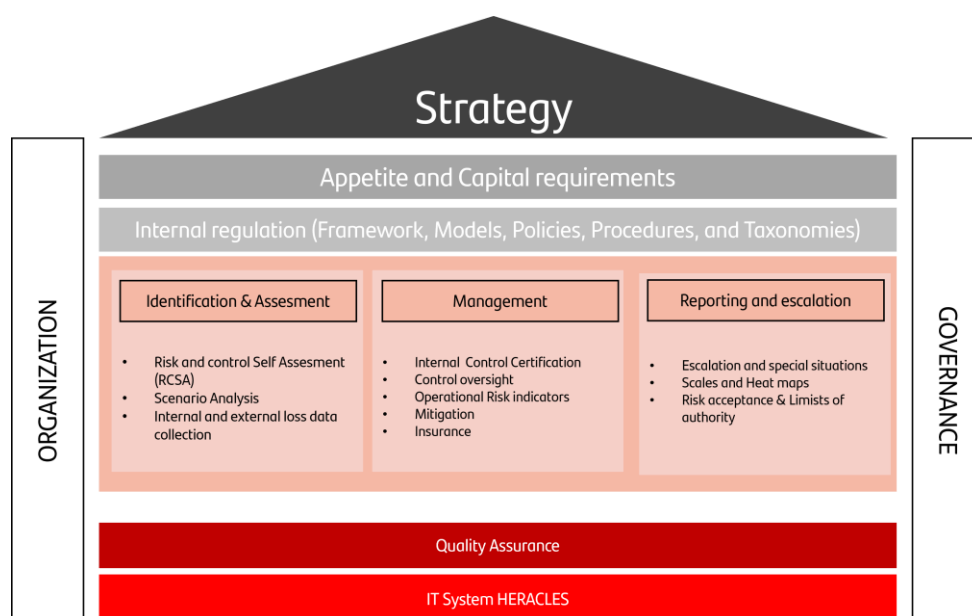 Strategy
Appetite and Capital requirements
Internal regulation (Framework, Models, Policies, Procedures, and Taxonomies)
ORGANIZATION
Identification & Assesment
• Risk and control Self Assesment
(RCSA)
• Scenario Analysis
• Internal and external loss data
collection
Management
• Internal Control Certification
• Control oversight
• Operational Risk indicators
• Mitigation
• Insurance
Reporting and escalation
• Escalation and special situations
• Scales and Heat maps
• Risk acceptance & Limists of
authority
GOVERNANCE
Quality Assurance
IT System HERACLES